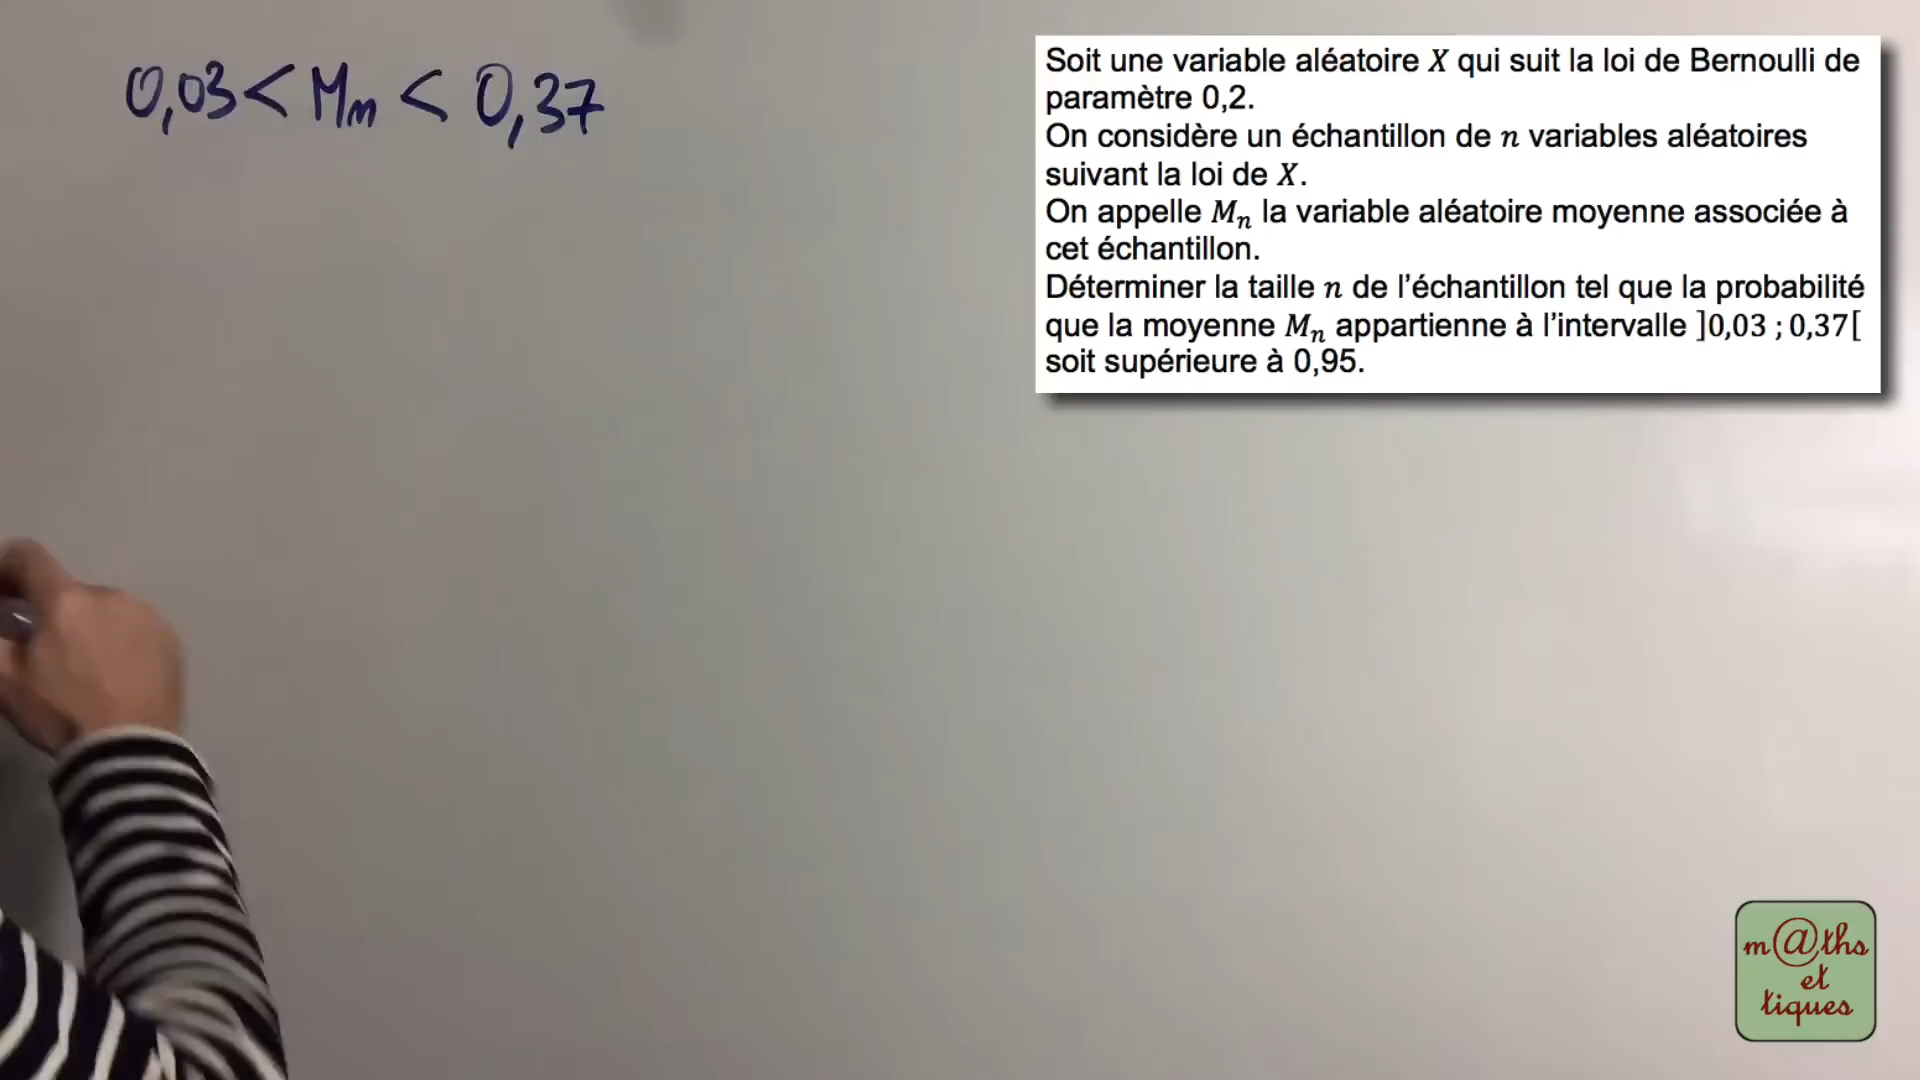 0,03 < Mn < 0,37
Soit une variable aléatoire X qui suit la loi de Bernoulli de
paramètre 0,2.
On considère un échantillon de n variables aléatoires
suivant la loi de X.
On appelle Mn la variable aléatoire moyenne associée à
cet échantillon.
Déterminer la taille n de l'échantillon tel que la probabilité
que la moyenne Mn appartienne à l'intervalle ]0,03 ; 0,37[
soit supérieure à 0,95.
m@ths
et
tiques